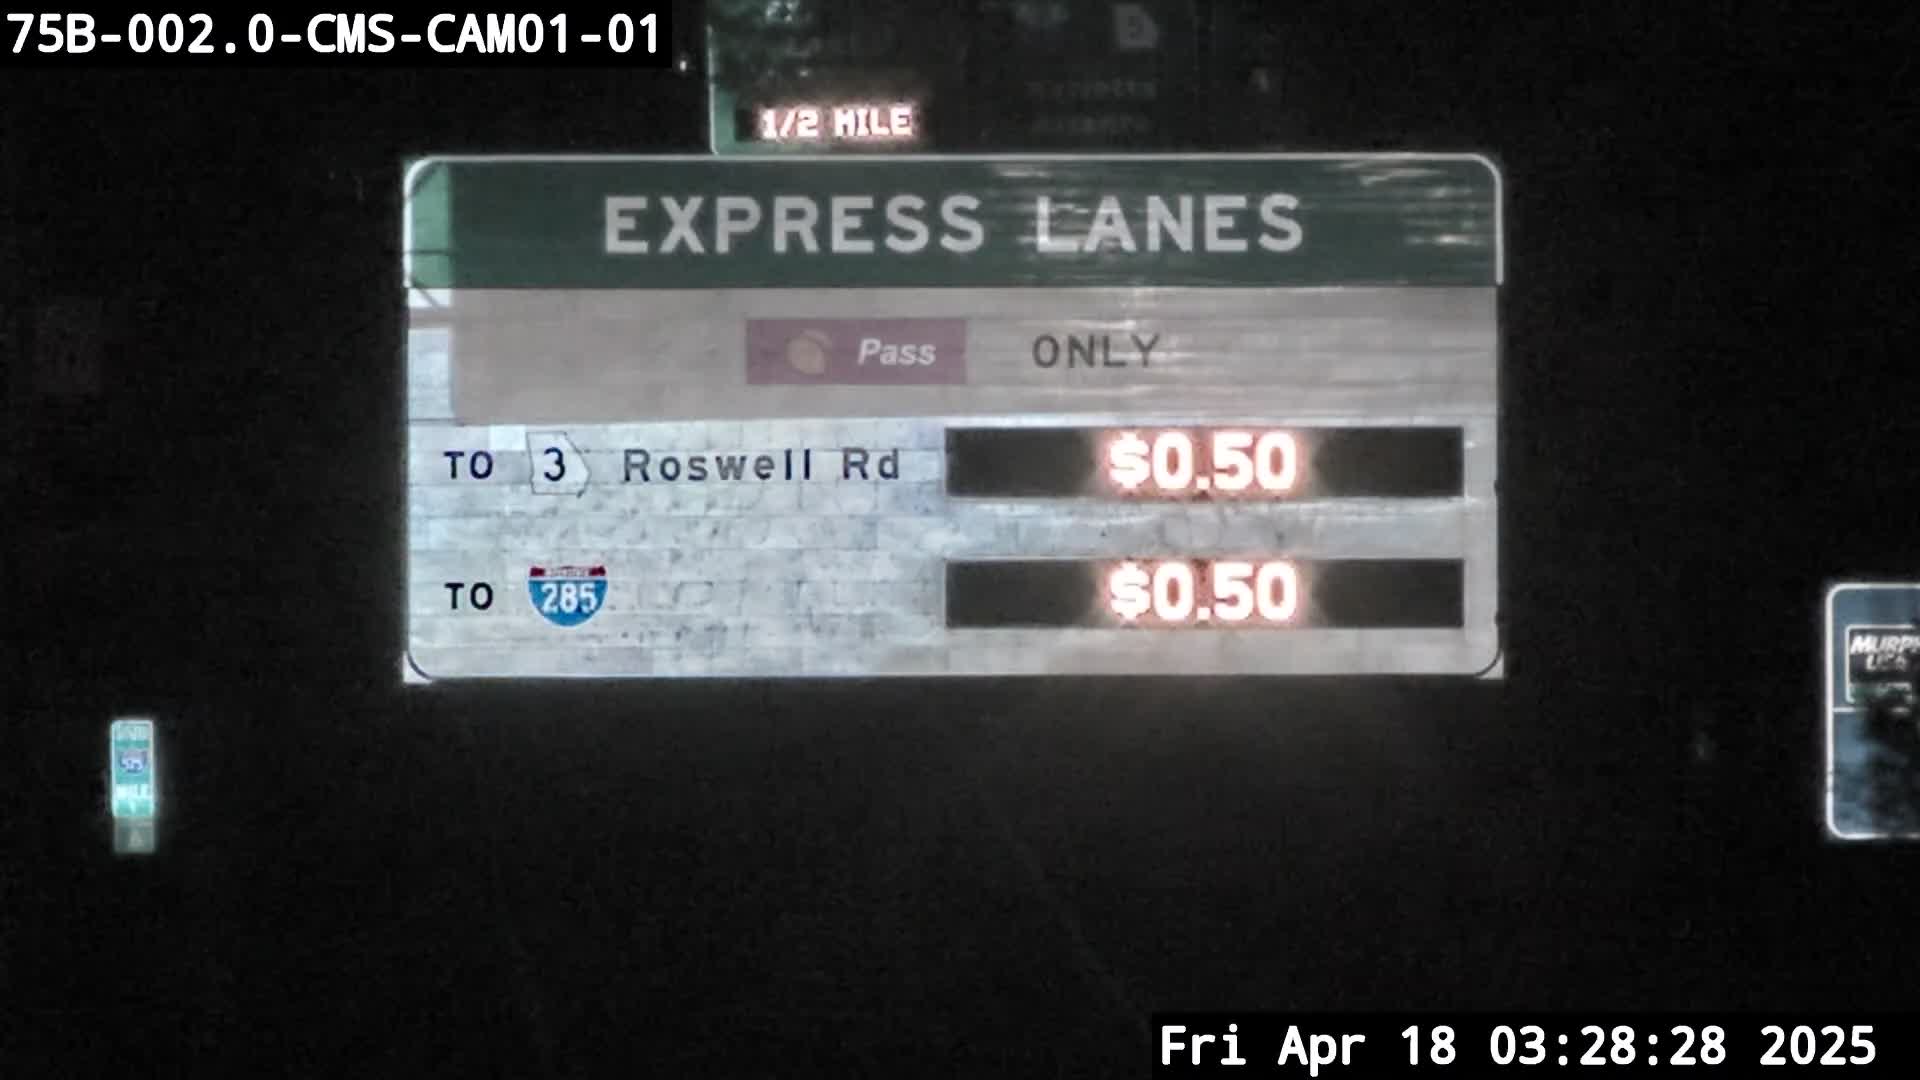 75B-002.0-CMS-CAM01-01
1/2 MILE
EXPRESS LANES
Pass ONLY
TO 3 Roswell Rd $0.50
TO 285 $0.50
MILE
Fri Apr 18 03:28:28 2025